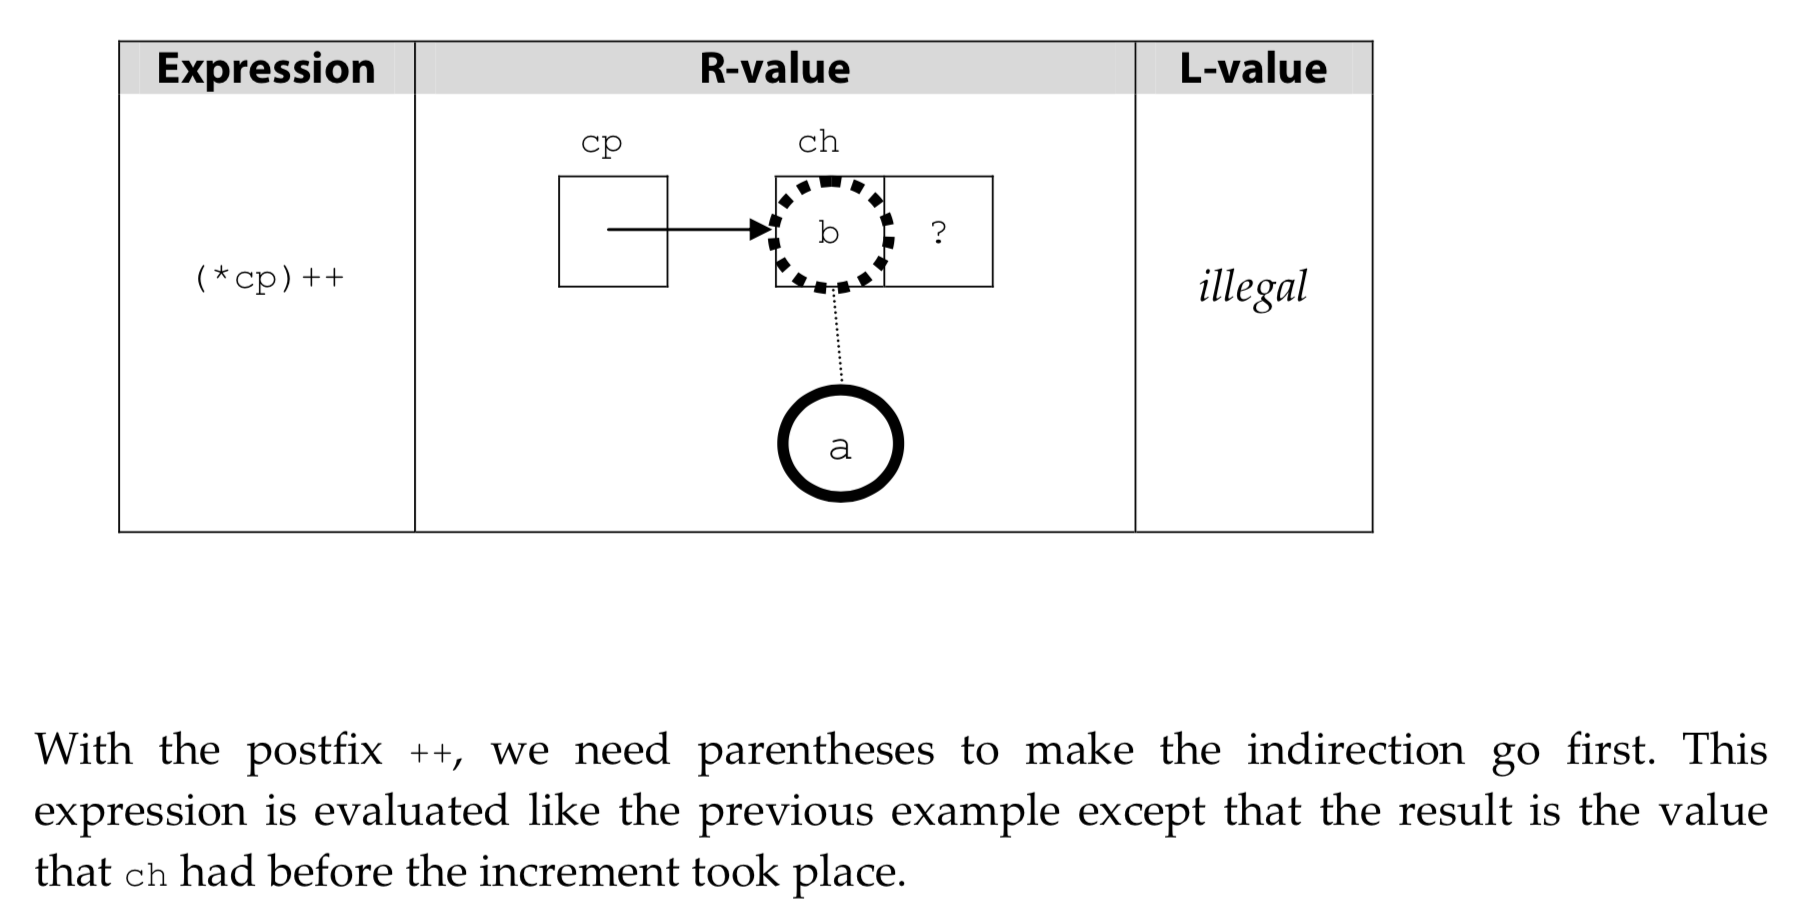 Expression R-value L-value
cp ch
b ?
(*cp)++ illegal
a
With the postfix ++, we need parentheses to make the indirection go first. This
expression is evaluated like the previous example except that the result is the value
that ch had before the increment took place.